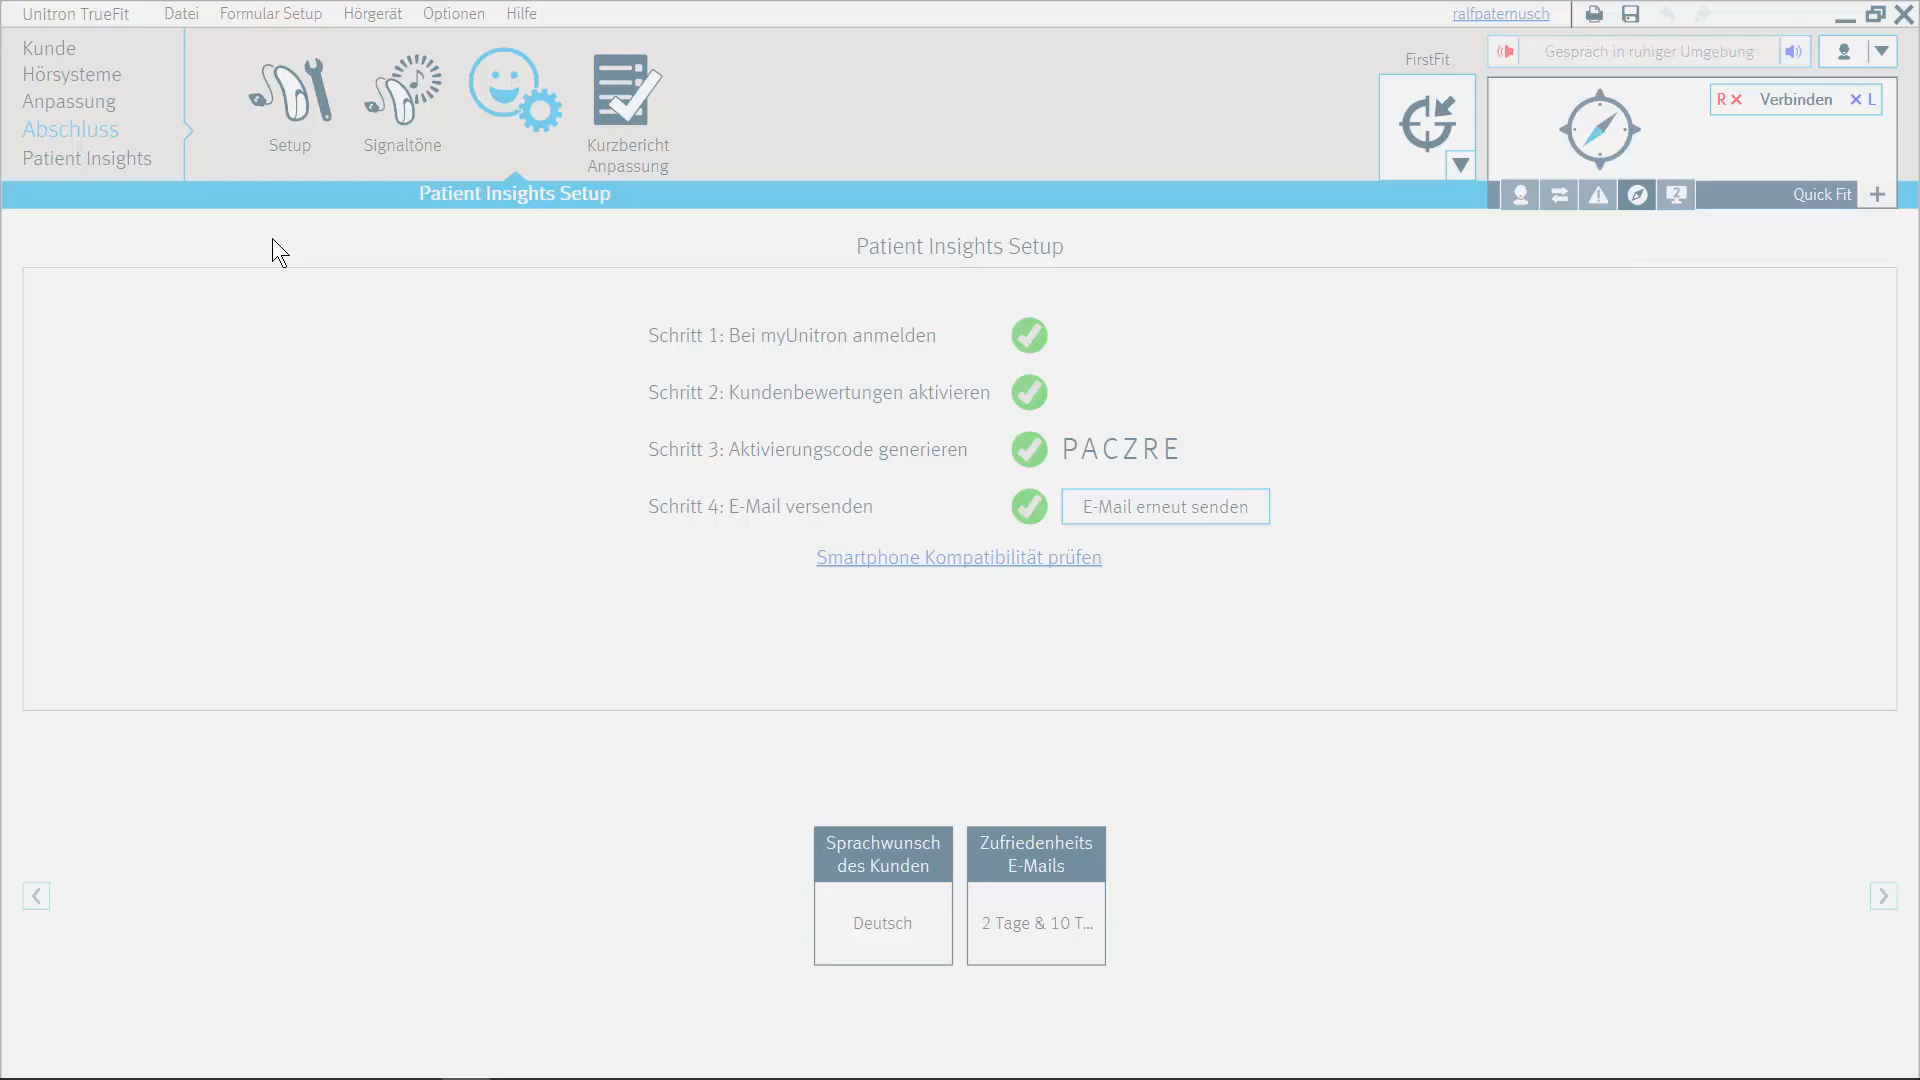 Unitron TrueFit
Datei
Formular Setup
Hörgerät
Optionen
Hilfe
ralfpaternusch
Kunde
Hörsysteme
Anpassung
Abschluss
Patient Insights
Setup
Signaltöne
Kurzbericht
Anpassung
FirstFit
Gespräch in ruhiger Umgebung
R
Verbinden
L
Patient Insights Setup
2
Quick Fit
Patient Insights Setup
Schritt 1: Bei myUnitron anmelden
Schritt 2: Kundenbewertungen aktivieren
Schritt 3: Aktivierungscode generieren
PACZRE
Schritt 4: E-Mail versenden
E-Mail erneut senden
Smartphone Kompatibilität prüfen
Sprachwunsch
des Kunden
Deutsch
Zufriedenheits
E-Mails
2 Tage & 10 T...